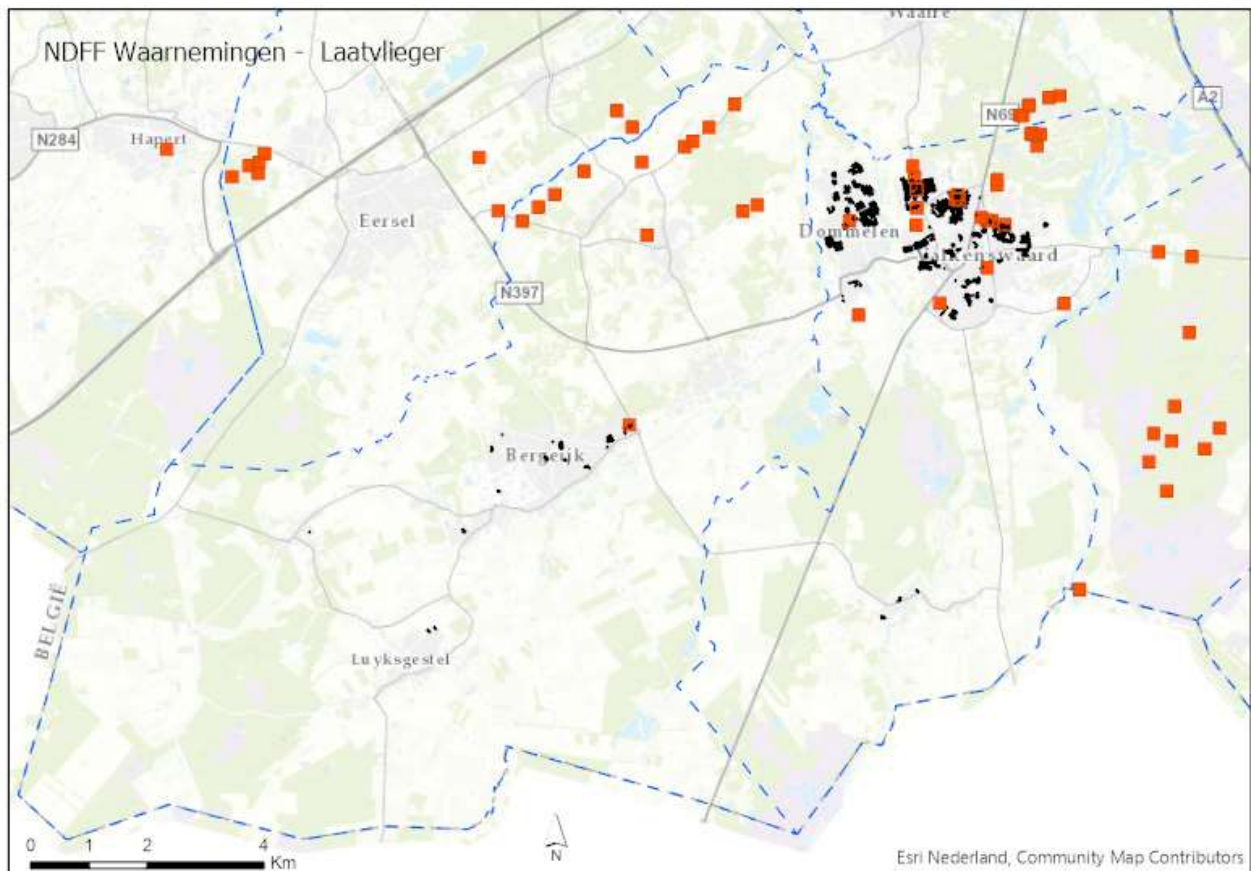 Waalre
NDFF Waarnemingen - Laatvlieger
A2
N69
N284
Hapert
Eersel
Dommelen
Valkenswaard
N397
Bergeijk
BELGIË
Luyksgestel
0 1 2 4
Km
N
Esri Nederland, Community Map Contributors